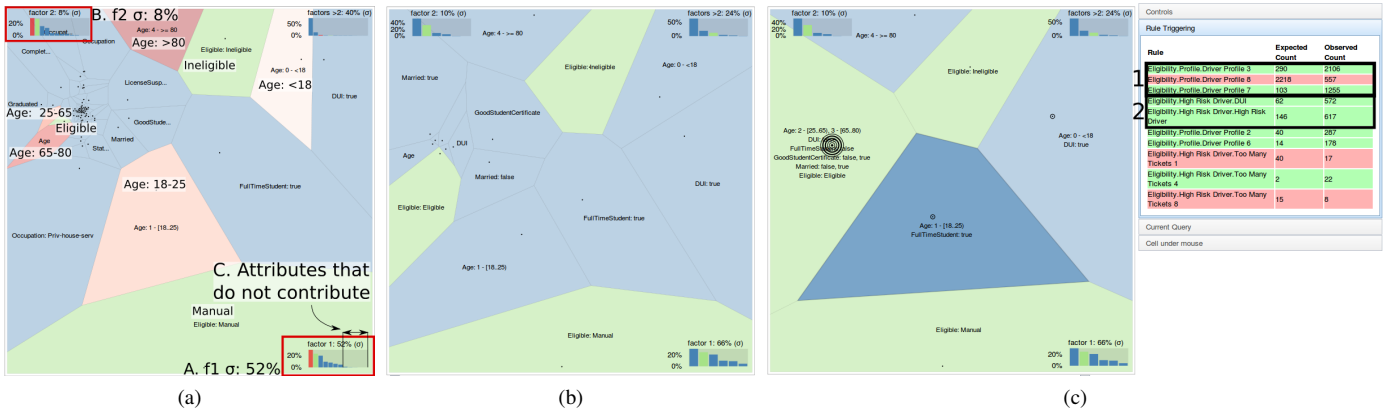 factor 2: 8% (σ)
20%
0%
Occupat...
B. f2 σ: 8%
factors >2: 40% (σ)
50%
0%
Occupation
Age: 4 - >= 80
Age: >80
Complet...
Eligible: Ineligible
Ineligible
LicenseSusp...
Age: 0 - <18
Age: <18
DUI: true
Graduated
Age: 25-65
Eligible
GoodStude...
Age
Married
Stat...
Age: 65-80
Age: 18-25
FullTimeStudent: true
Age: 1 - [18..25)
Occupation: Priv-house-serv
C. Attributes that
do not contribute
Manual
Eligible: Manual
factor 1: 52% (σ)
20%
0%
A. f1 σ: 52%
(a)
factor 2: 10% (σ)
40%
20%
0%
factors >2: 24% (σ)
50%
0%
Age: 4 - >= 80
Married: true
Eligible: Ineligible
Age: 0 - <18
GoodStudentCertificate
Age
DUI
Married: false
DUI: true
Eligible: Eligible
FullTimeStudent: true
Age: 1 - [18..25)
Eligible: Manual
factor 1: 66% (σ)
20%
0%
(b)
factor 2: 10% (σ)
40%
20%
0%
factors >2: 24% (σ)
50%
0%
Age: 4 - >= 80
Eligible: Ineligible
Age: 2 - [25..65), 3 - [65..80)
DUI:
FullTimeStudent: false
GoodStudentCertificate: false, true
Married: false, true
Eligible: Eligible
Age: 0 - <18
DUI: true
Age: 1 - [18..25)
FullTimeStudent: true
Eligible: Manual
factor 1: 66% (σ)
20%
0%
(c)
Controls
Rule Triggering
Rule Expected Count Observed Count
1
Eligibility.Profile.Driver Profile 3 290 2106
Eligibility.Profile.Driver Profile 8 2218 557
Eligibility.Profile.Driver Profile 7 103 1255
2
Eligibility.High Risk Driver.DUI 62 572
Eligibility.High Risk Driver.High Risk
Driver 146 617
Eligibility.Profile.Driver Profile 2 40 287
Eligibility.Profile.Driver Profile 6 14 178
Eligibility.High Risk Driver.Too Many
Tickets 1 40 17
Eligibility.High Risk Driver.Too Many
Tickets 4 2 22
Eligibility.High Risk Driver.Too Many
Tickets 8 15 8
Current Query
Cell under mouse